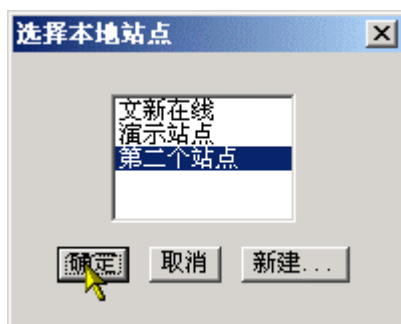 选择本地站点
文新在线
演示站点
第二个站点
确定 取消 新建...